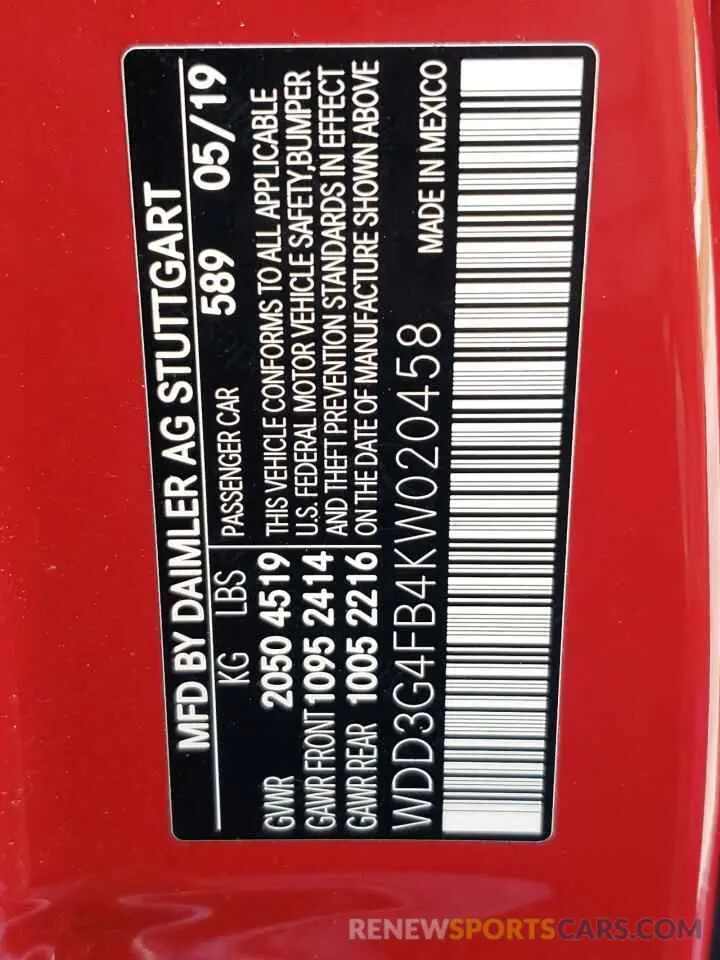 MFD BY DAIMLER AG STUTTGART
KG LBS PASSENGER CAR 589 05/19
GWR 2050 4519 THIS VEHICLE CONFORMS TO ALL APPLICABLE
GAWR FRONT 1095 2414 U.S. FEDERAL MOTOR VEHICLE SAFETY, BUMPER
GAWR REAR 1005 2216 AND THEFT PREVENTION STANDARDS IN EFFECT
ON THE DATE OF MANUFACTURE SHOWN ABOVE
WDD3G4FB4KW020458 MADE IN MEXICO
RENEWSPORTSCARS.COM